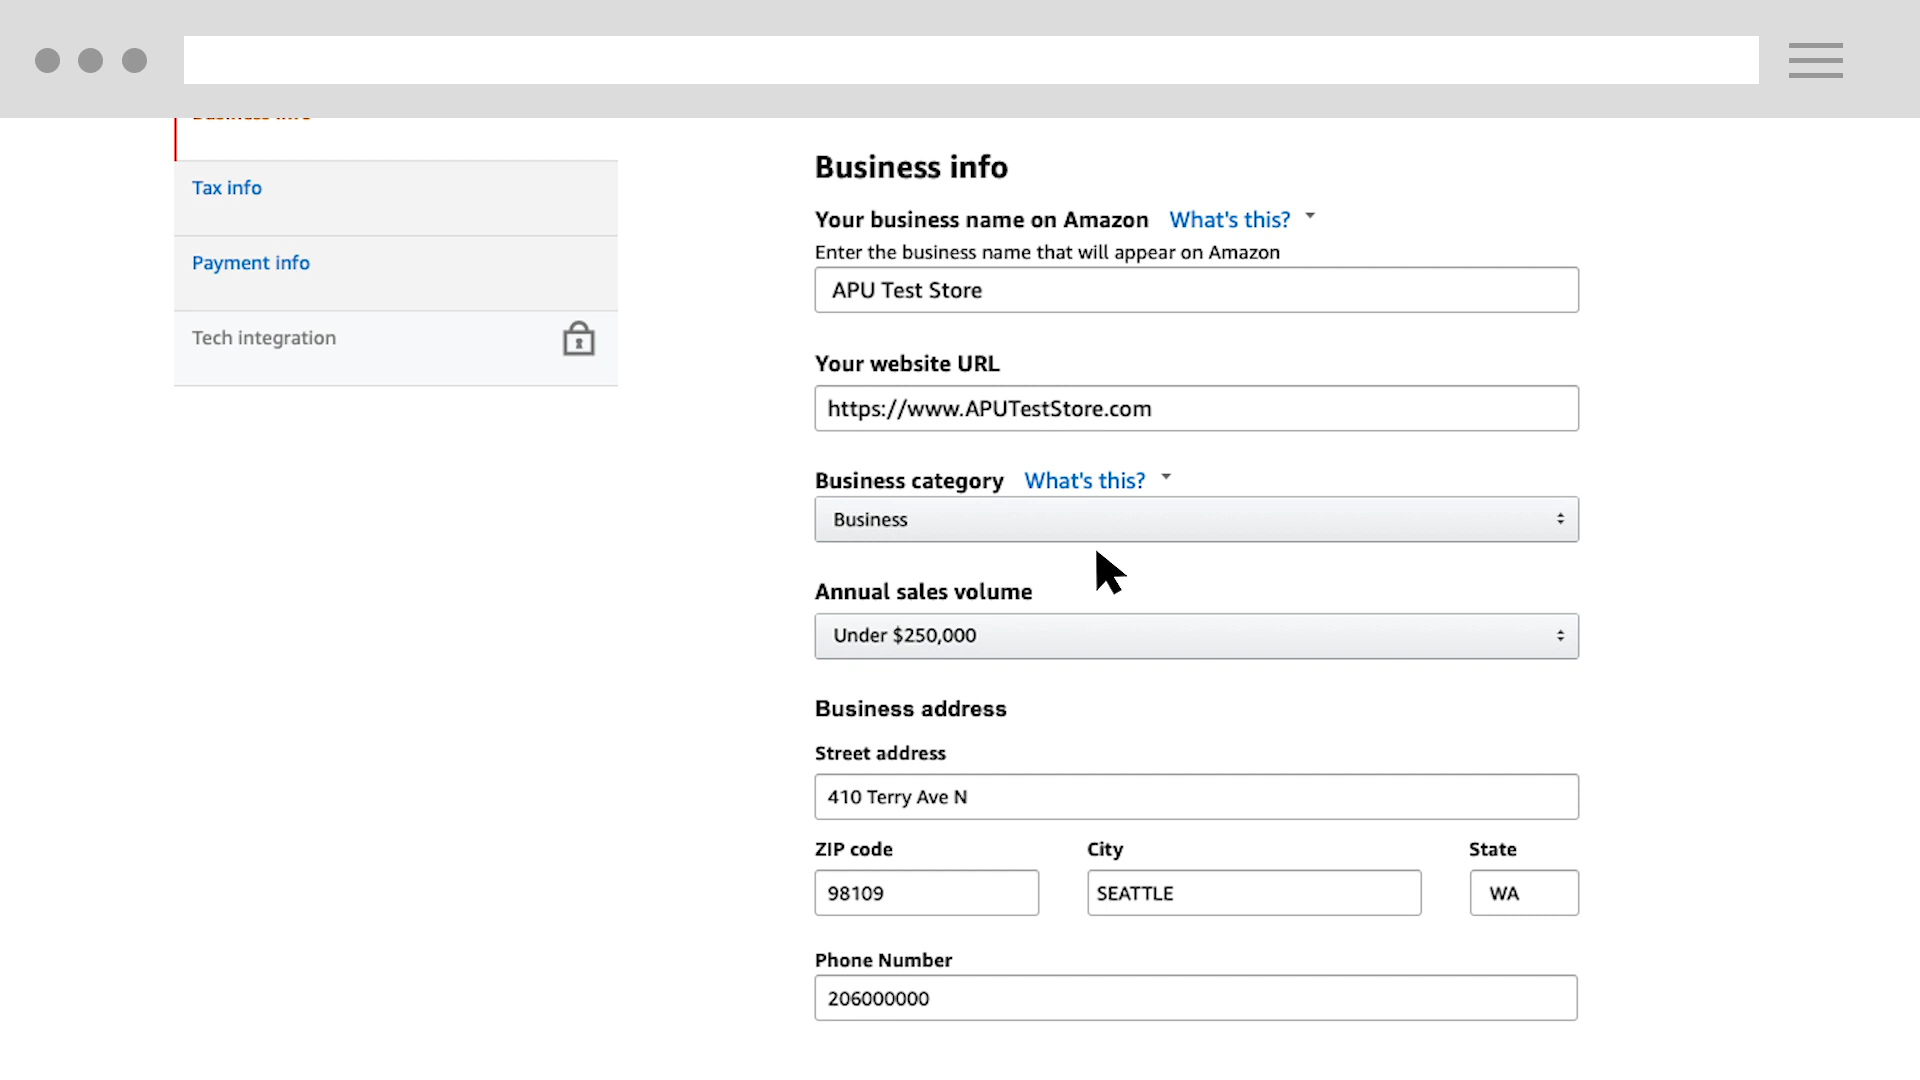 Tax info
Payment info
Tech integration
Business info
Your business name on Amazon What's this?
Enter the business name that will appear on Amazon
APU Test Store
Your website URL
https://www.APUTestStore.com
Business category What's this?
Business
Annual sales volume
Under $250,000
Business address
Street address
410 Terry Ave N
ZIP code City State
98109 SEATTLE WA
Phone Number
206000000